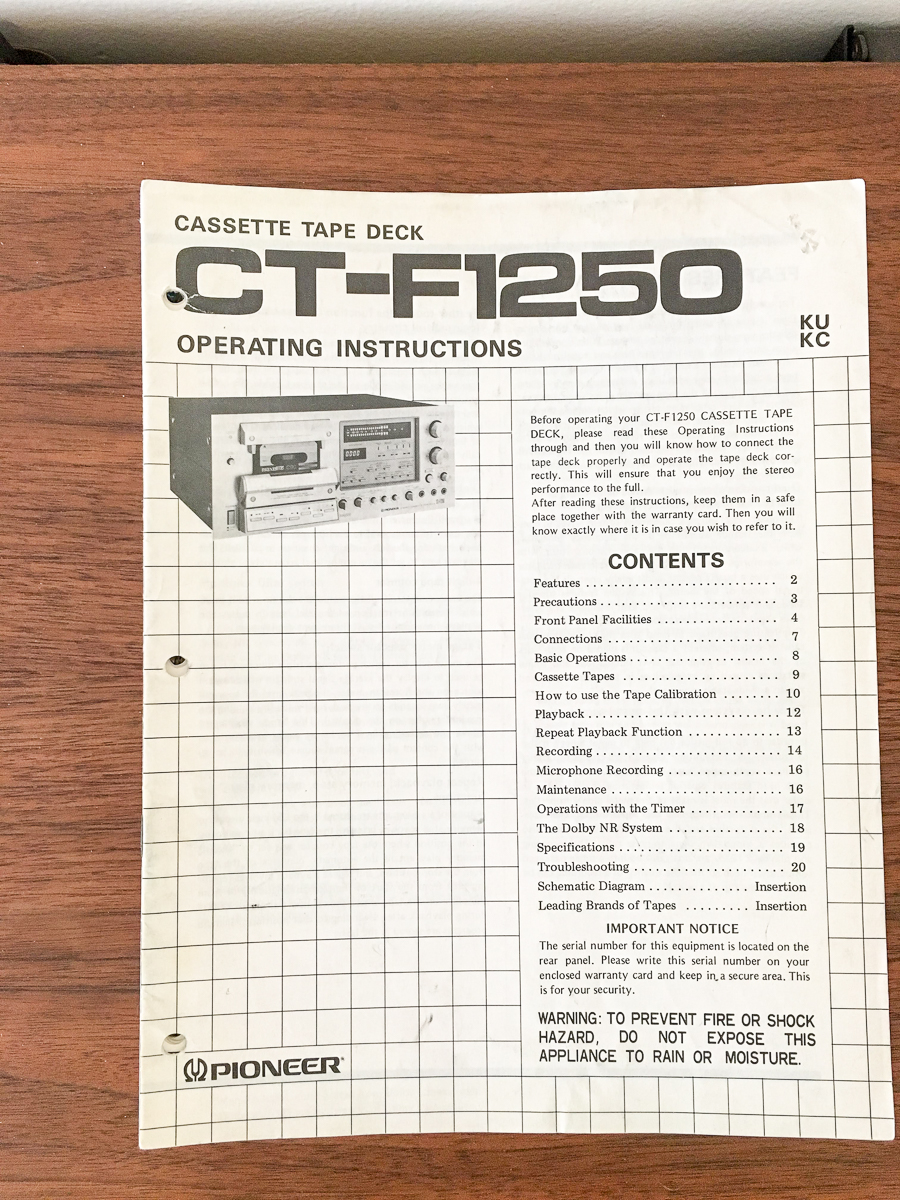 CASSETTE TAPE DECK
CT-F1250
KU
KC
OPERATING INSTRUCTIONS
Before operating your CT-F1250 CASSETTE TAPE
DECK, please read these Operating Instructions
through and then you will know how to connect the
tape deck properly and operate the tape deck cor-
rectly. This will ensure that you enjoy the stereo
performance to the full.
After reading these instructions, keep them in a safe
place together with the warranty card. Then you will
know exactly where it is in case you wish to refer to it.
CONTENTS
Features . . . . . . . . . . . . . . . . . . . . . . . . . . . 2
Precautions . . . . . . . . . . . . . . . . . . . . . . . . . 3
Front Panel Facilities . . . . . . . . . . . . . . . . . 4
Connections . . . . . . . . . . . . . . . . . . . . . . . . 7
Basic Operations . . . . . . . . . . . . . . . . . . . . . 8
Cassette Tapes . . . . . . . . . . . . . . . . . . . . . . 9
How to use the Tape Calibration . . . . . . . . 10
Playback . . . . . . . . . . . . . . . . . . . . . . . . . . . 12
Repeat Playback Function . . . . . . . . . . . . . 13
Recording . . . . . . . . . . . . . . . . . . . . . . . . . . 14
Microphone Recording . . . . . . . . . . . . . . . . 16
Maintenance . . . . . . . . . . . . . . . . . . . . . . . . 16
Operations with the Timer . . . . . . . . . . . . . 17
The Dolby NR System . . . . . . . . . . . . . . . . 18
Specifications . . . . . . . . . . . . . . . . . . . . . . . 19
Troubleshooting . . . . . . . . . . . . . . . . . . . . . 20
Schematic Diagram . . . . . . . . . . . . Insertion
Leading Brands of Tapes . . . . . . . . . Insertion
IMPORTANT NOTICE
The serial number for this equipment is located on the
rear panel. Please write this serial number on your
enclosed warranty card and keep in a secure area. This
is for your security.
WARNING: TO PREVENT FIRE OR SHOCK
HAZARD, DO NOT EXPOSE THIS
APPLIANCE TO RAIN OR MOISTURE.
PIONEER